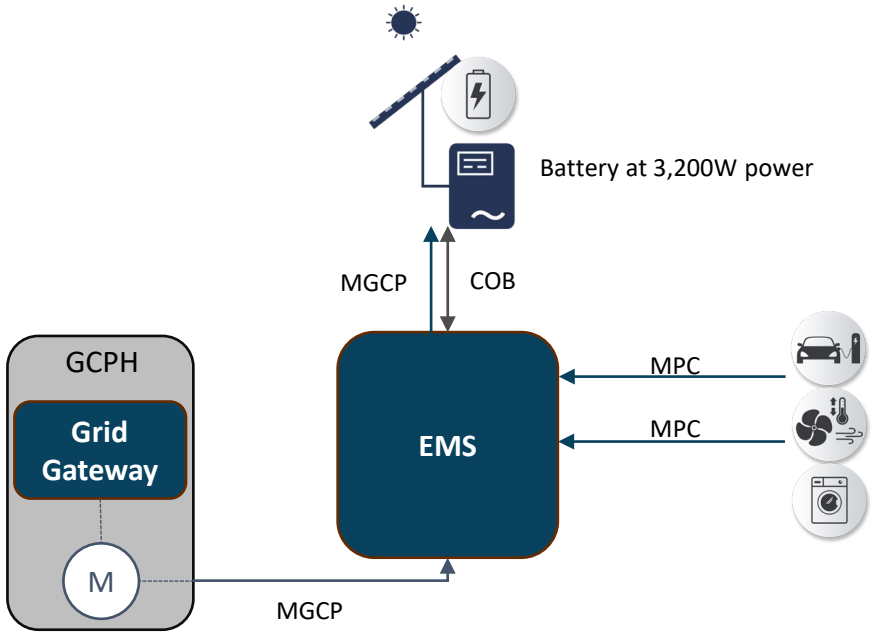 Battery at 3,200W power
MGCP
COB
GCPH
Grid
Gateway
EMS
MPC
MPC
M
MGCP